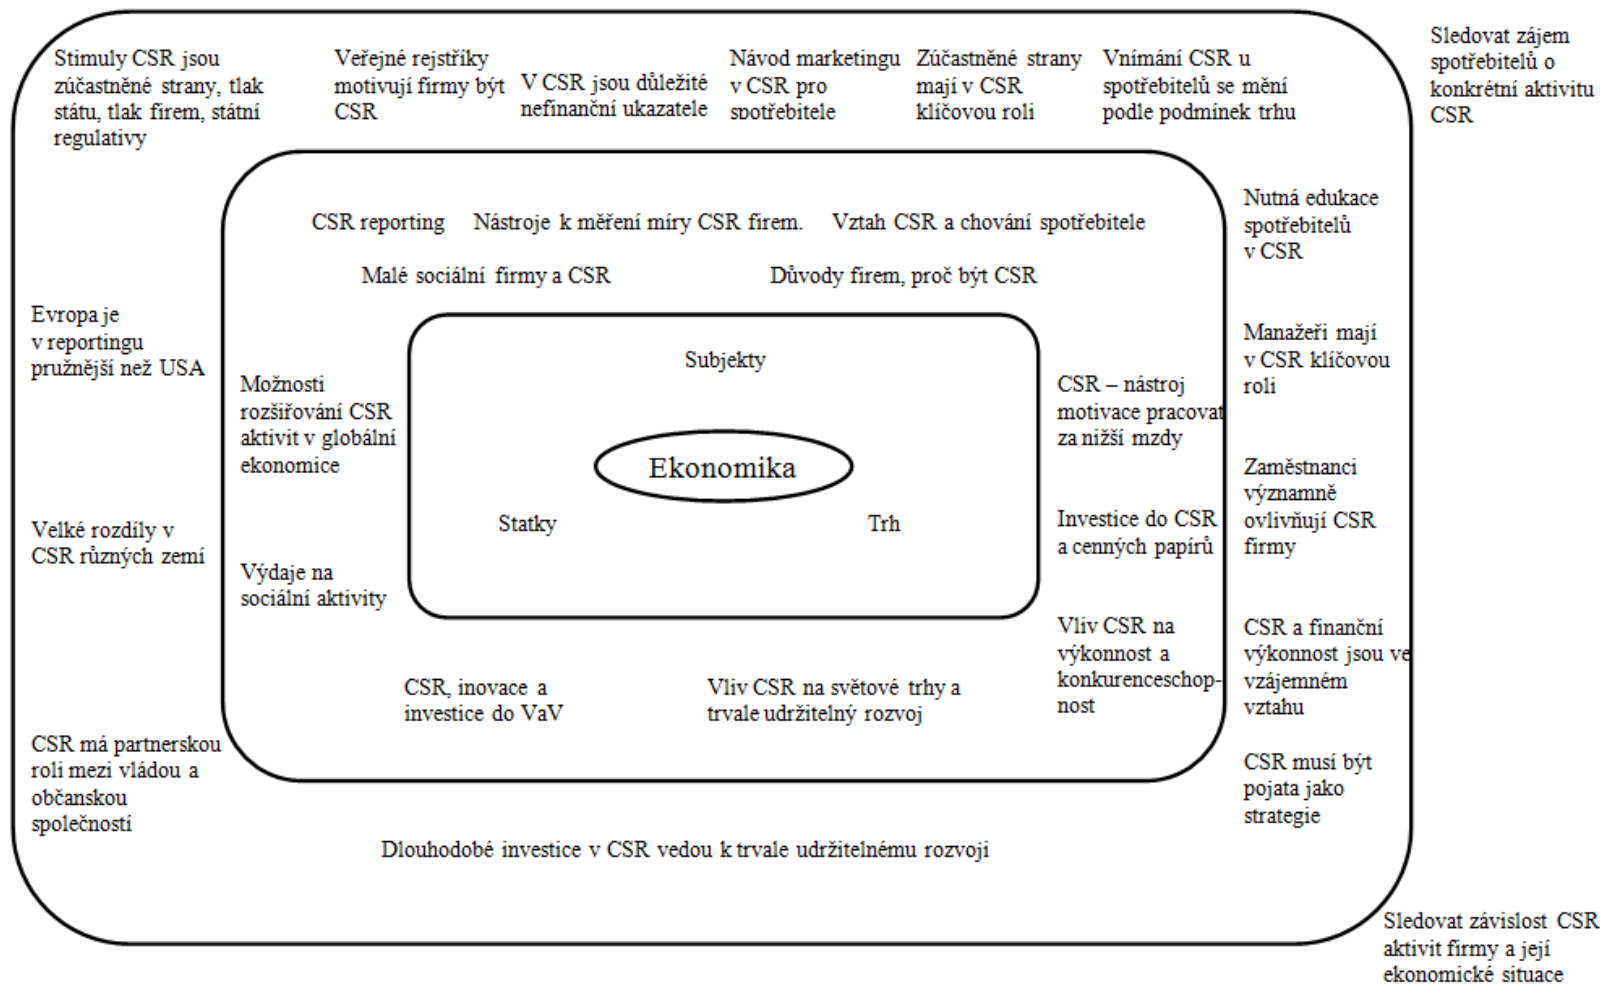 Stimuly CSR jsou
zúčastněné strany, tlak
státu, tlak firem, státní
regulativy
Veřejné rejstříky
motivují firmy být
CSR
V CSR jsou důležité
nefinanční ukazatele
Návod marketingu
v CSR pro
spotřebitele
Zúčastněné strany
mají v CSR
klíčovou roli
Vnímání CSR u
spotřebitelů se mění
podle podmínek trhu
Sledovat zájem
spotřebitelů o
konkrétní aktivitu
CSR
CSR reporting
Nástroje k měření míry CSR firem.
Vztah CSR a chování spotřebitele
Malé sociální firmy a CSR
Důvody firem, proč být CSR
Nutná edukace
spotřebitelů
v CSR
Evropa je
v reportingu
pružnější než USA
Možnosti
rozšiřování CSR
aktivit v globální
ekonomice
Subjekty
Ekonomika
Statky
Trh
CSR – nástroj
motivace pracovat
za nižší mzdy
Manažeři mají
v CSR klíčovou
roli
Zaměstnanci
významně
ovlivňují CSR
firmy
Velké rozdíly v
CSR různých zemí
Výdaje na
sociální aktivity
Investice do CSR
a cenných papírů
Vliv CSR na
výkonnost a
konkurenceschop-
nost
CSR a finanční
výkonnost jsou ve
vzájemném
vztahu
CSR, inovace a
investice do VaV
Vliv CSR na světové trhy a
trvale udržitelný rozvoj
CSR má partnerskou
roli mezi vládou a
občanskou
společností
CSR musí být
pojata jako
strategie
Dlouhodobé investice v CSR vedou k trvale udržitelnému rozvoji
Sledovat závislost CSR
aktivit firmy a její
ekonomické situace